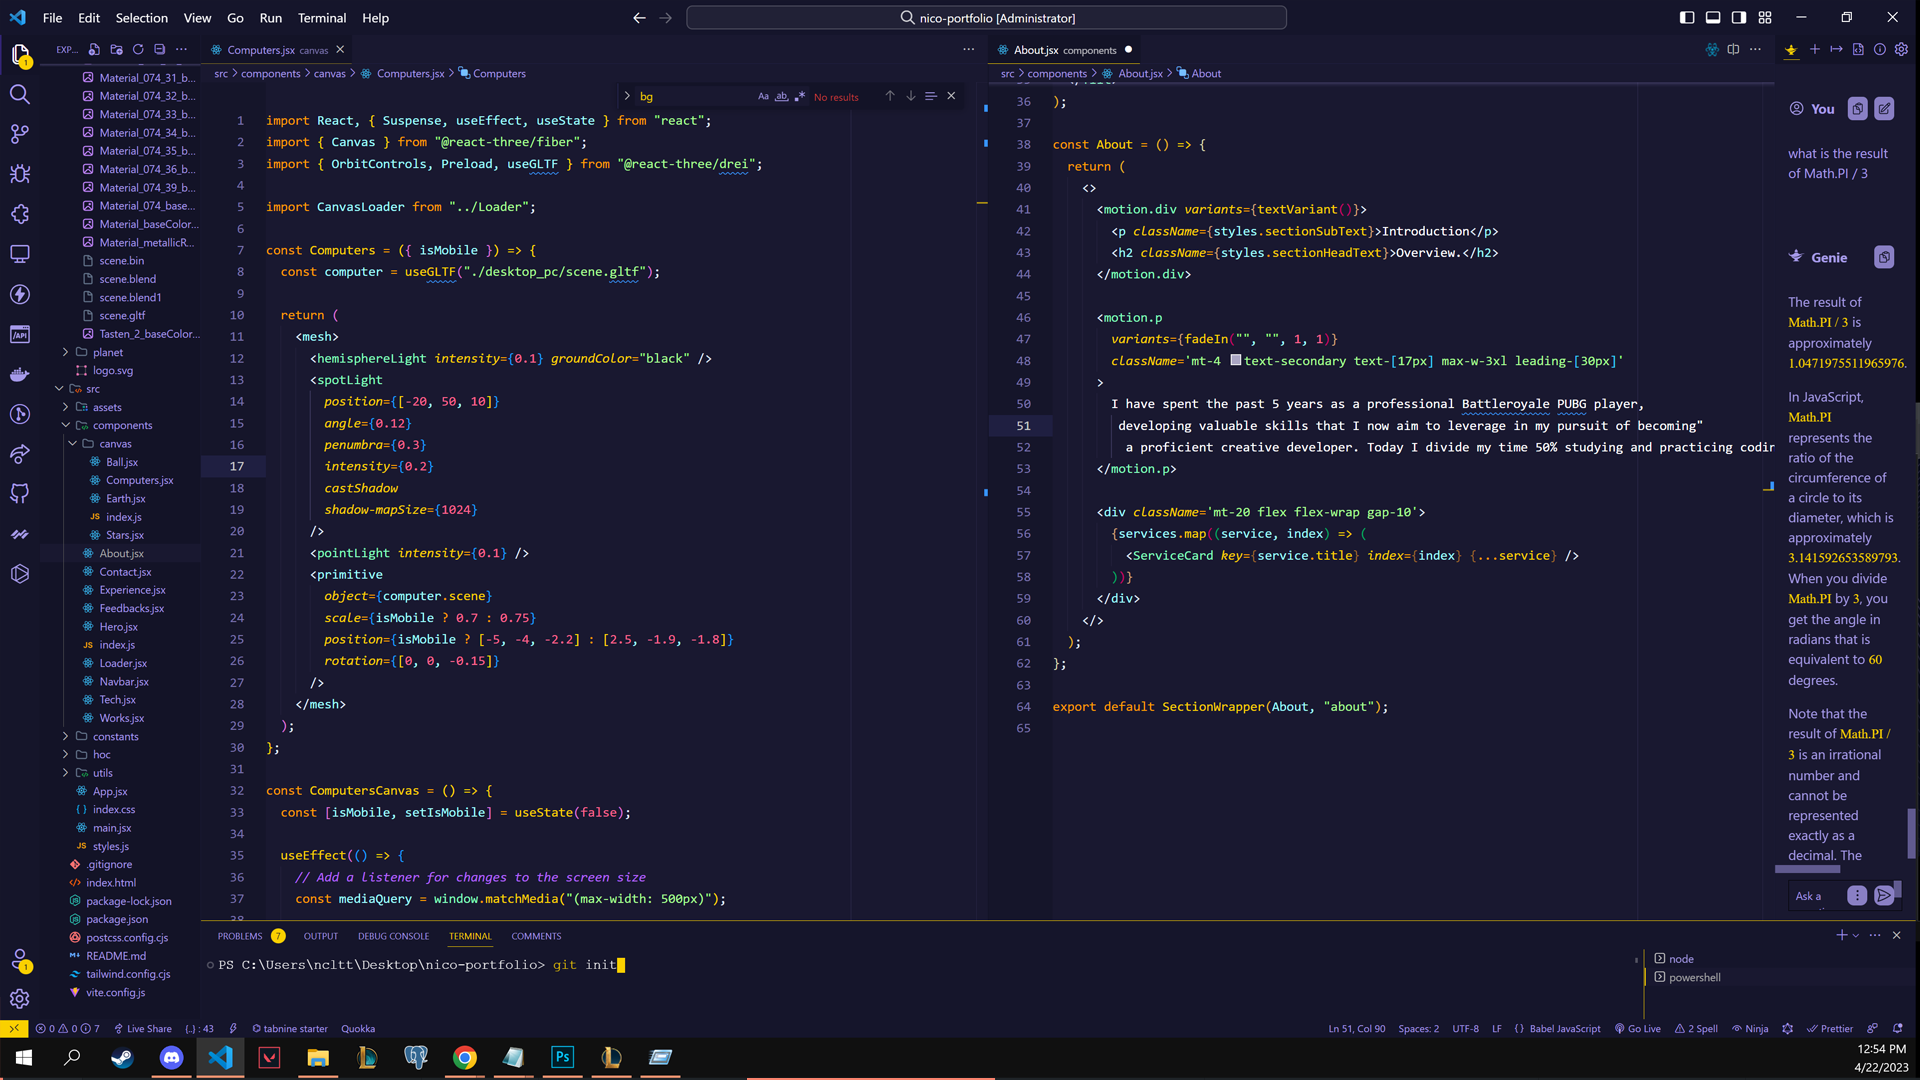 File Edit Selection View Go Run Terminal Help
nico-portfolio [Administrator]
EXP...
Material_074_31_b...
Material_074_32_b...
Material_074_33_b...
Material_074_34_b...
Material_074_35_b...
Material_074_36_b...
Material_074_39_b...
Material_074_base...
Material_baseColor...
Material_metallicR...
scene.bin
scene.blend
scene.blend1
scene.gltf
Tasten_2_baseColor...
planet
logo.svg
src
assets
components
canvas
Ball.jsx
Computers.jsx
Earth.jsx
JS index.js
Stars.jsx
About.jsx
Contact.jsx
Experience.jsx
Feedbacks.jsx
Hero.jsx
JS index.js
Loader.jsx
Navbar.jsx
Tech.jsx
Works.jsx
constants
hoc
utils
App.jsx
index.css
main.jsx
JS styles.js
.gitignore
index.html
package-lock.json
package.json
postcss.config.cjs
README.md
tailwind.config.cjs
vite.config.js
Computers.jsx canvas
src > components > canvas > Computers.jsx > Computers
bg
Aa ab .* No results
1 import React, { Suspense, useEffect, useState } from "react";
2 import { Canvas } from "@react-three/fiber";
3 import { OrbitControls, Preload, useGLTF } from "@react-three/drei";
4
5 import CanvasLoader from "../Loader";
6
7 const Computers = ({ isMobile }) => {
8 const computer = useGLTF("./desktop_pc/scene.gltf");
9
10 return (
11 <mesh>
12 <hemisphereLight intensity={0.1} groundColor="black" />
13 <spotLight
14 position={[-20, 50, 10]}
15 angle={0.12}
16 penumbra={0.3}
17 intensity={0.2}
18 castShadow
19 shadow-mapSize={1024}
20 />
21 <pointLight intensity={0.1} />
22 <primitive
23 object={computer.scene}
24 scale={isMobile ? 0.7 : 0.75}
25 position={isMobile ? [-5, -4, -2.2] : [2.5, -1.9, -1.8]}
26 rotation={[0, 0, -0.15]}
27 />
28 </mesh>
29 );
30 };
31
32 const ComputersCanvas = () => {
33 const [isMobile, setIsMobile] = useState(false);
34
35 useEffect(() => {
36 // Add a listener for changes to the screen size
37 const mediaQuery = window.matchMedia("(max-width: 500px)");
38
About.jsx components
src > components > About.jsx > About
36 );
37
38 const About = () => {
39 return (
40 <>
41 <motion.div variants={textVariant()}>
42 <p className={styles.sectionSubText}>Introduction</p>
43 <h2 className={styles.sectionHeadText}>Overview.</h2>
44 </motion.div>
45
46 <motion.p
47 variants={fadeIn("", "", 1, 1)}
48 className='mt-4 text-secondary text-[17px] max-w-3xl leading-[30px]'
49 >
50 I have spent the past 5 years as a professional Battleroyale PUBG player,
51 developing valuable skills that I now aim to leverage in my pursuit of becoming"
52 a proficient creative developer. Today I divide my time 50% studying and practicing codin
53 </motion.p>
54
55 <div className='mt-20 flex flex-wrap gap-10'>
56 {services.map((service, index) => (
57 <ServiceCard key={service.title} index={index} {...service} />
58 ))}
59 </div>
60 </>
61 );
62 };
63
64 export default SectionWrapper(About, "about");
65
You
what is the result
of Math.PI / 3
Genie
The result of
Math.PI / 3 is
approximately
1.0471975511965976.
In JavaScript,
Math.PI
represents the
ratio of the
circumference of
a circle to its
diameter, which is
approximately
3.141592653589793.
When you divide
Math.PI by 3, you
get the angle in
radians that is
equivalent to 60
degrees.
Note that the
result of Math.PI /
3 is an irrational
number and
cannot be
represented
exactly as a
decimal. The
Ask a
PROBLEMS 7 OUTPUT DEBUG CONSOLE TERMINAL COMMENTS
PS C:\Users\ncltt\Desktop\nico-portfolio> git init
node
powershell
0 0 7 Live Share {..} : 43 tabnine starter Quokka
Ln 51, Col 90 Spaces: 2 UTF-8 LF {} Babel JavaScript Go Live 2 Spell Ninja Prettier
Ps
12:54 PM
4/22/2023